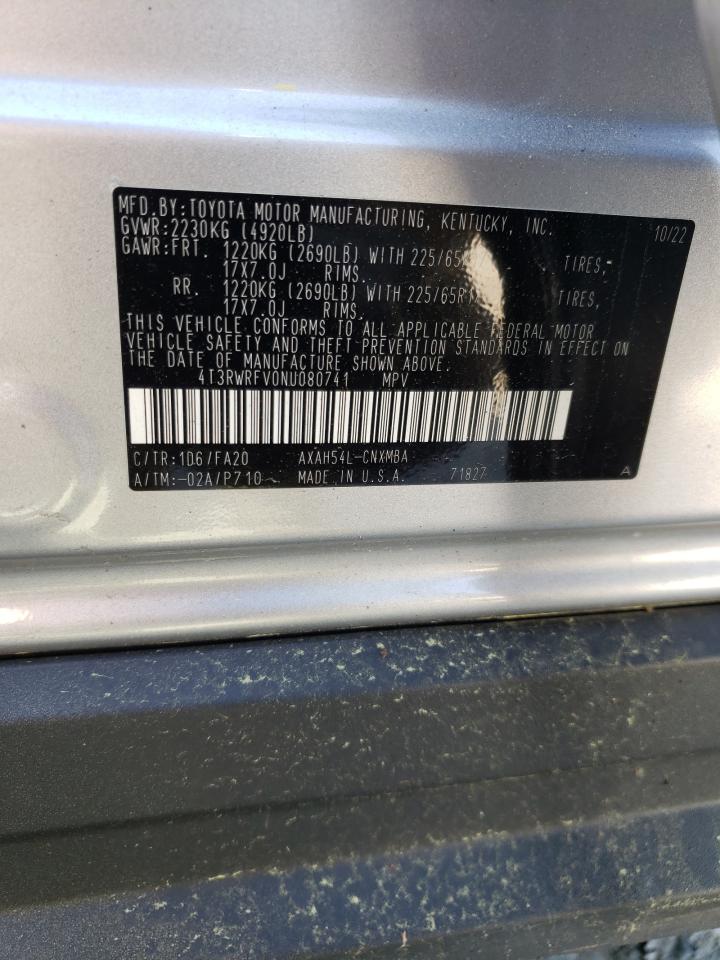 MFD.BY:TOYOTA MOTOR MANUFACTURING, KENTUCKY, INC. 10/22
GVWR:2230KG (4920LB)
GAWR:FRT. 1220KG (2690LB) WITH 225/65 TIRES,
17X7.0J RIMS.
RR. 1220KG (2690LB) WITH 225/65R TIRES,
17X7.0J RIMS.
THIS VEHICLE CONFORMS TO ALL APPLICABLE FEDERAL MOTOR
VEHICLE SAFETY AND THEFT PREVENTION STANDARDS IN EFFECT ON
THE DATE OF MANUFACTURE SHOWN ABOVE.
4T3RWRFV0NU080741 MPV
C/TR:1D6/FA20 AXAH54L-CNXMBA
A/TM:-02A/P710 MADE IN U.S.A. 71827 A